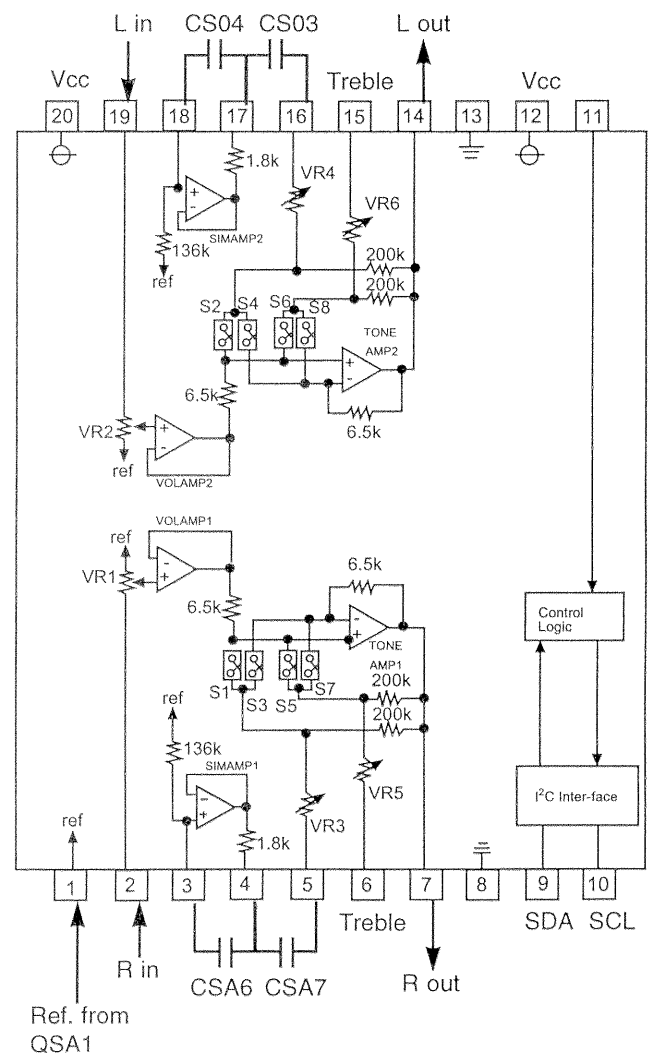 L in CS04 CS03 L out
Vcc Treble Vcc
20 19 18 17 16 15 14 13 12 11
1.8k
VR4
VR6
SIMAMP2
136k
ref
200k
200k
S2 S4 S6 S8
TONE
AMP2
6.5k
6.5k
VR2
ref
VOLAMP2
VOLAMP1
ref
VR1
6.5k
6.5k
Control
Logic
TONE
S1 S3 S5 S7
AMP1
200k
200k
ref
136k
SIMAMP1
VR5
I²C Inter-face
VR3
1.8k
ref
1 2 3 4 5 6 7 8 9 10
Treble SDA SCL
R in CSA6 CSA7 R out
Ref. from
QSA1